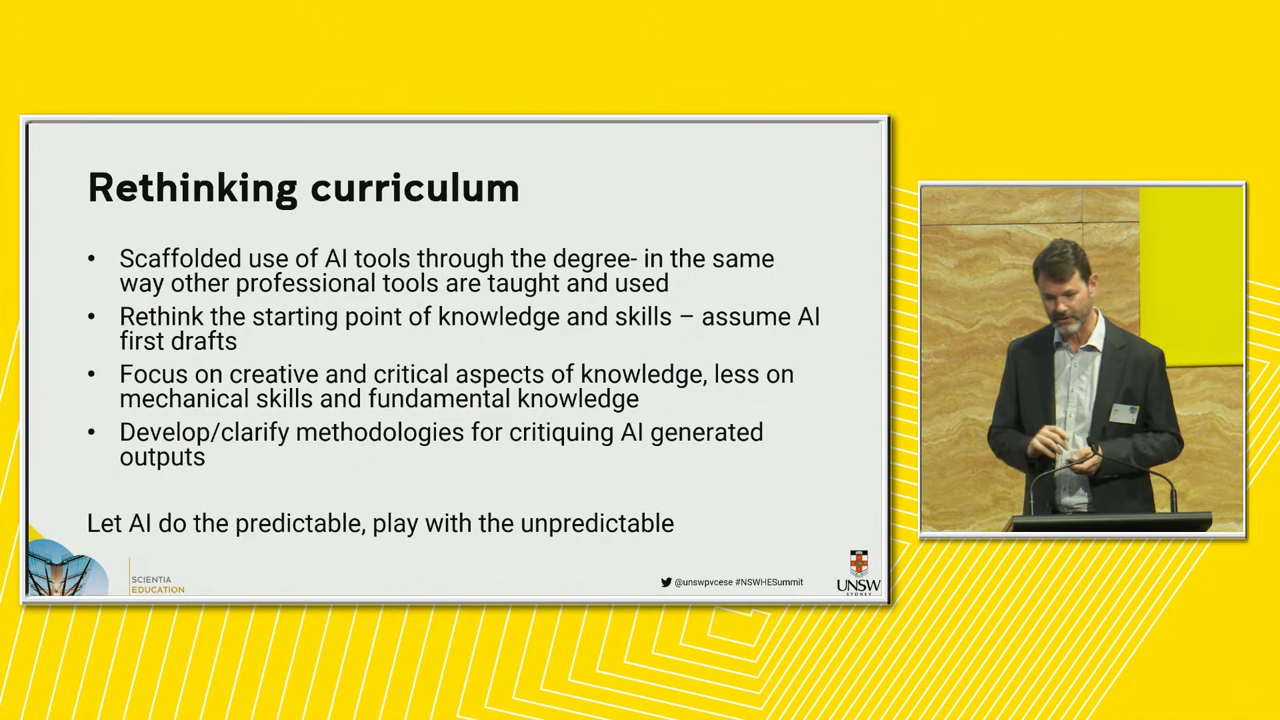 Rethinking curriculum
• Scaffolded use of AI tools through the degree- in the same
way other professional tools are taught and used
• Rethink the starting point of knowledge and skills – assume AI
first drafts
• Focus on creative and critical aspects of knowledge, less on
mechanical skills and fundamental knowledge
• Develop/clarify methodologies for critiquing AI generated
outputs
Let AI do the predictable, play with the unpredictable
SCIENTIA
EDUCATION
@unswpvcese #NSWHESummit
UNSW
SYDNEY